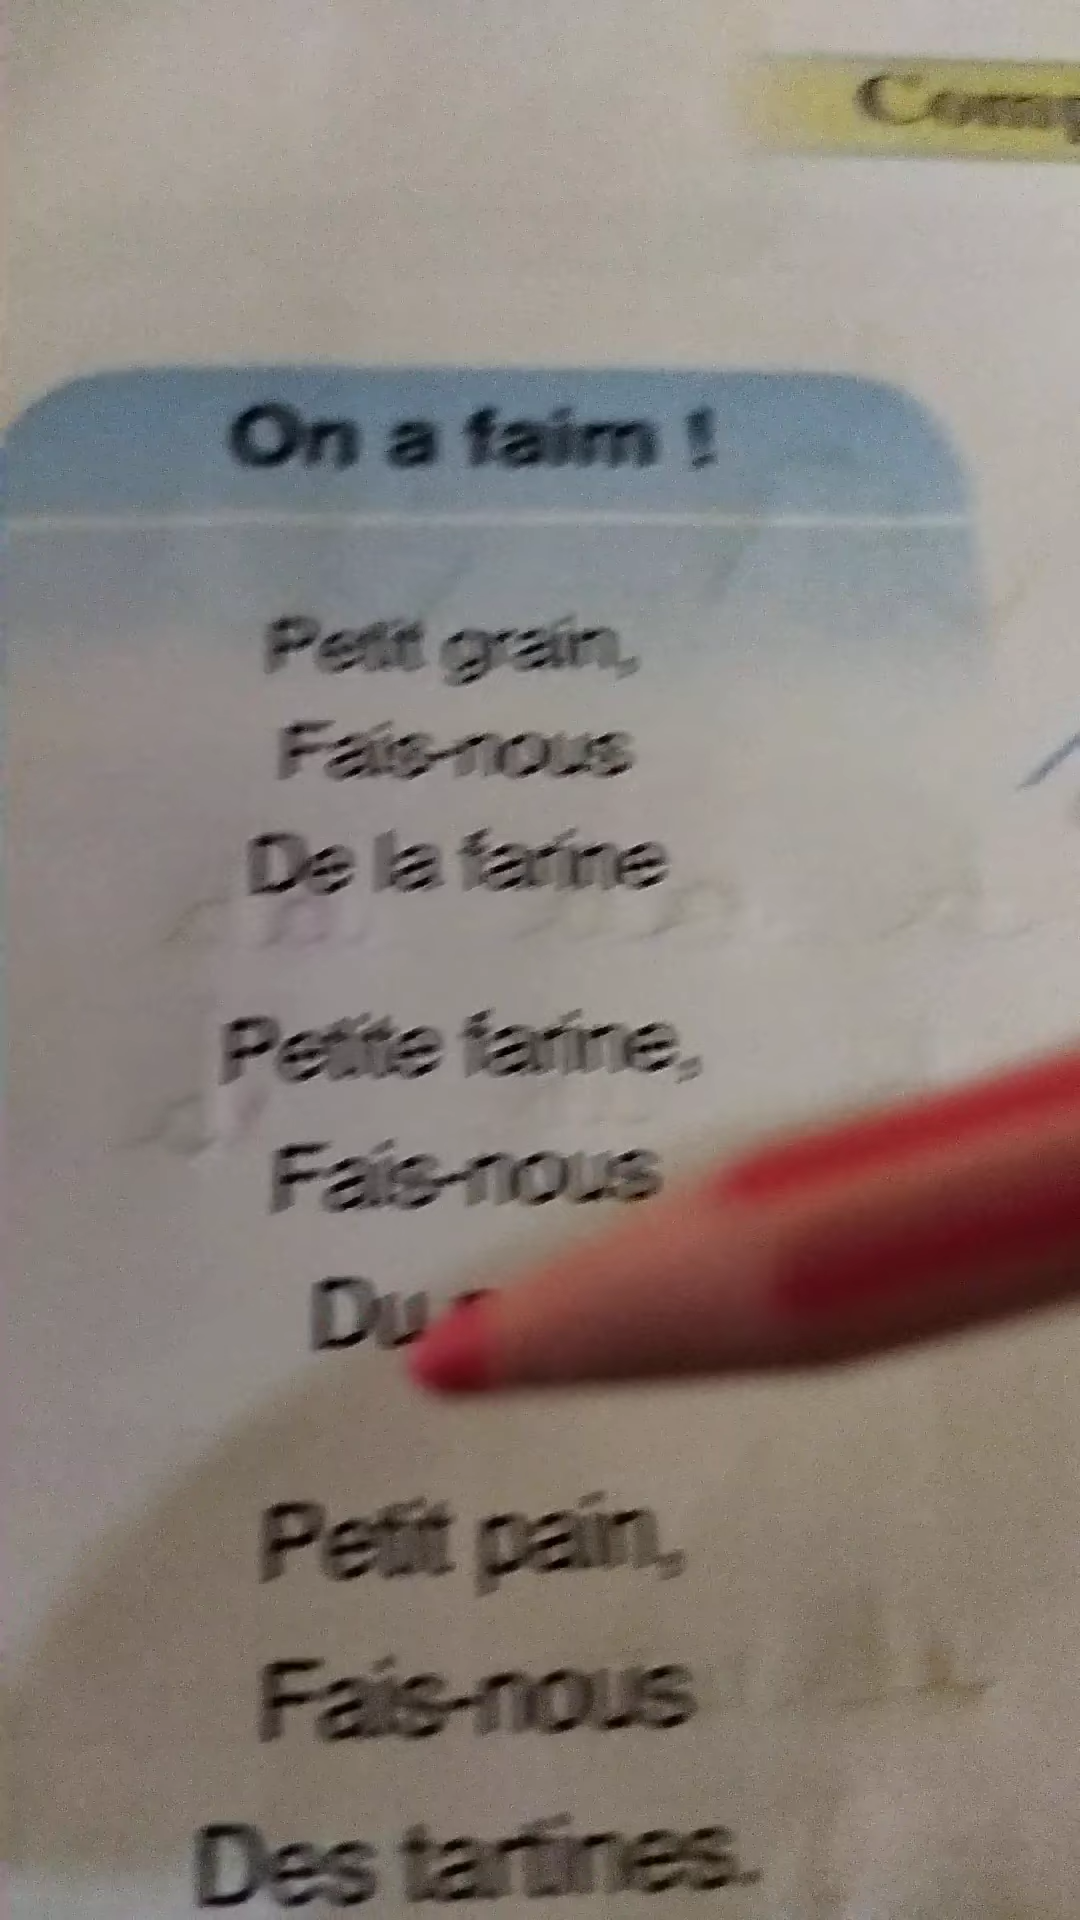 Comp
On a faim !
Petit grain,
Fais-nous
De la farine
Petite farine,
Fais-nous
Du
Petit pain,
Fais-nous
Des tartines.